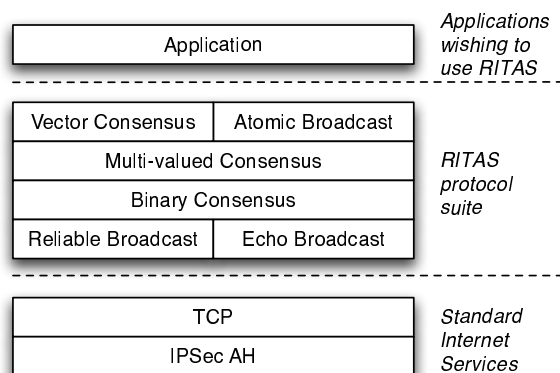 Application
Applications
wishing to
use RITAS
Vector Consensus
Atomic Broadcast
Multi-valued Consensus
Binary Consensus
Reliable Broadcast
Echo Broadcast
RITAS
protocol
suite
TCP
IPSec AH
Standard
Internet
Services